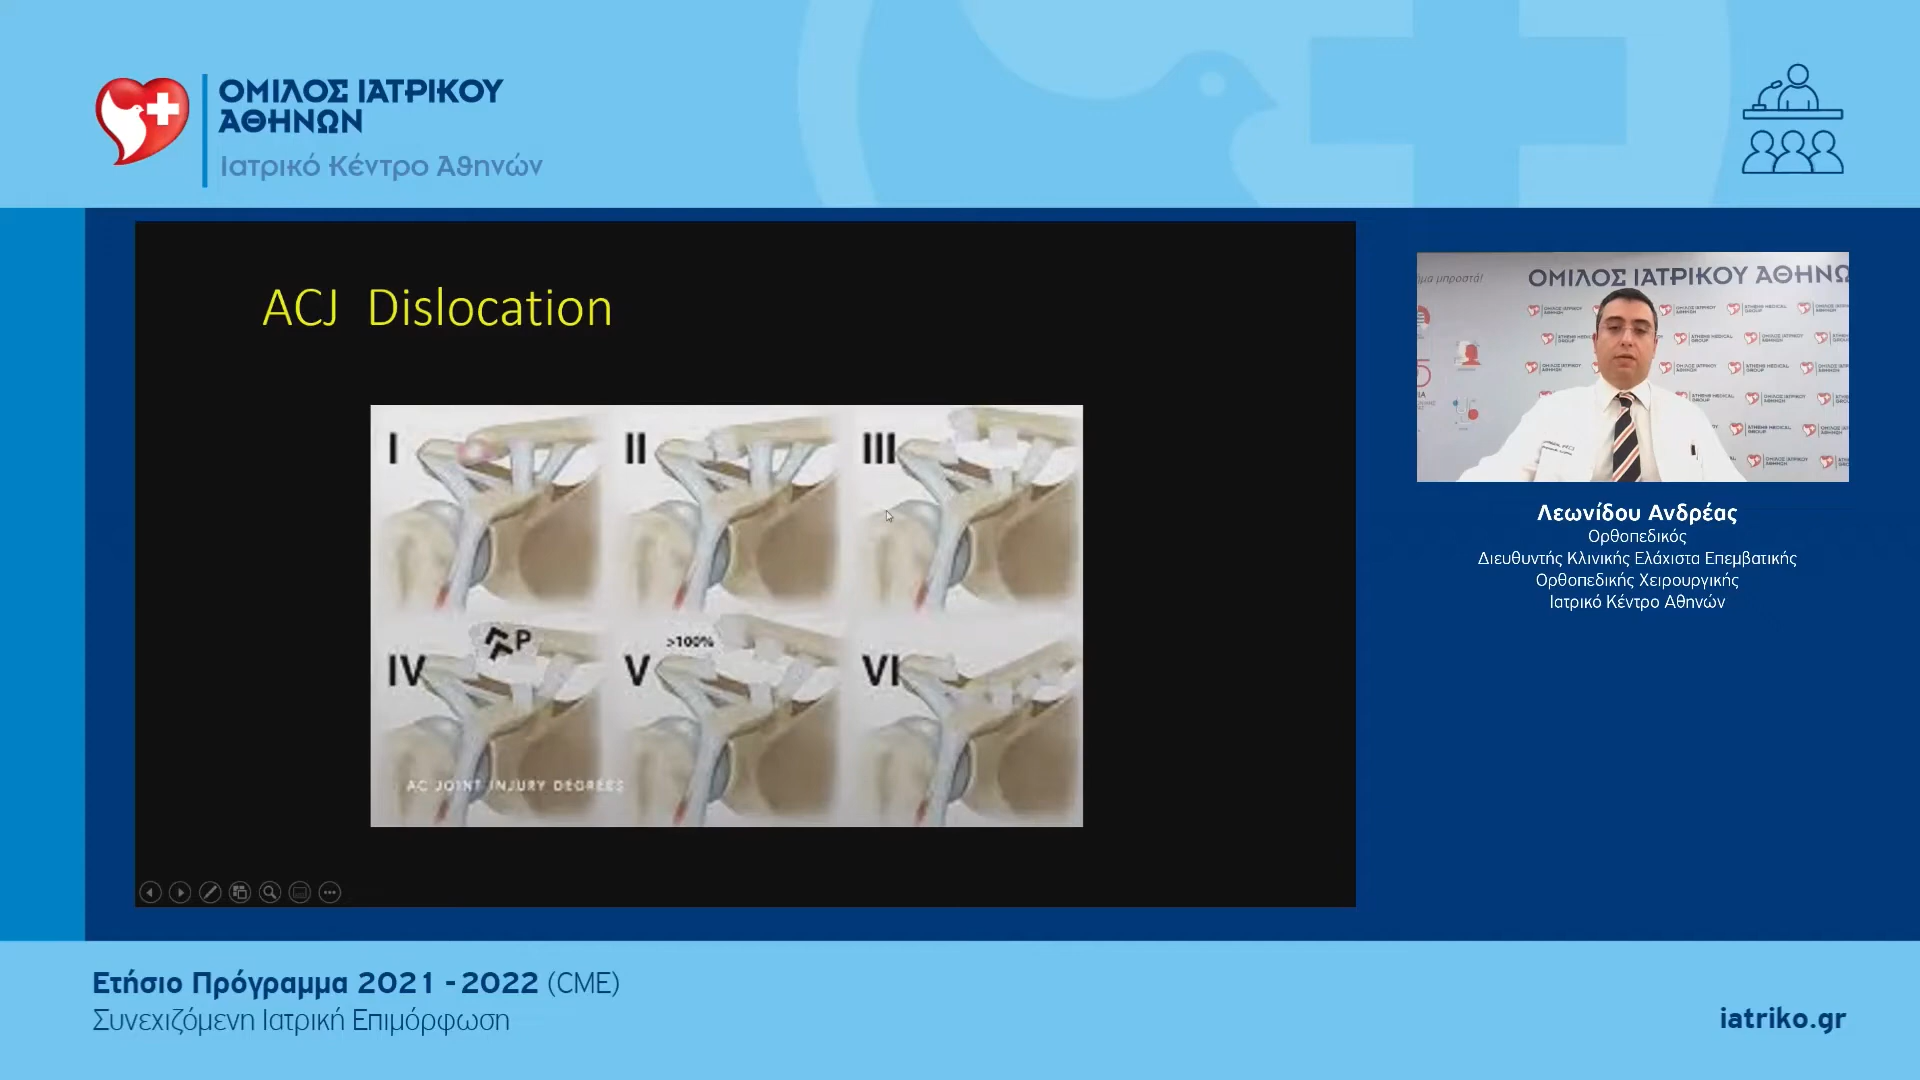 ΟΜΙΛΟΣ ΙΑΤΡΙΚΟΥ
ΑΘΗΝΩΝ
Ιατρικό Κέντρο Αθηνών
ACJ Dislocation
I
II
III
IV
P
V
>100%
VI
AC JOINT INJURY DEGREES
μπροστά!
ΟΜΙΛΟΣ ΙΑΤΡΙΚΟΥ ΑΘΗΝΩ
Λεωνίδου Ανδρέας
Ορθοπεδικός
Διευθυντής Κλινικής Ελάχιστα Επεμβατικής
Ορθοπεδικής Χειρουργικής
Ιατρικό Κέντρο Αθηνών
Ετήσιο Πρόγραμμα 2021 - 2022 (CME)
Συνεχιζόμενη Ιατρική Επιμόρφωση
iatriko.gr